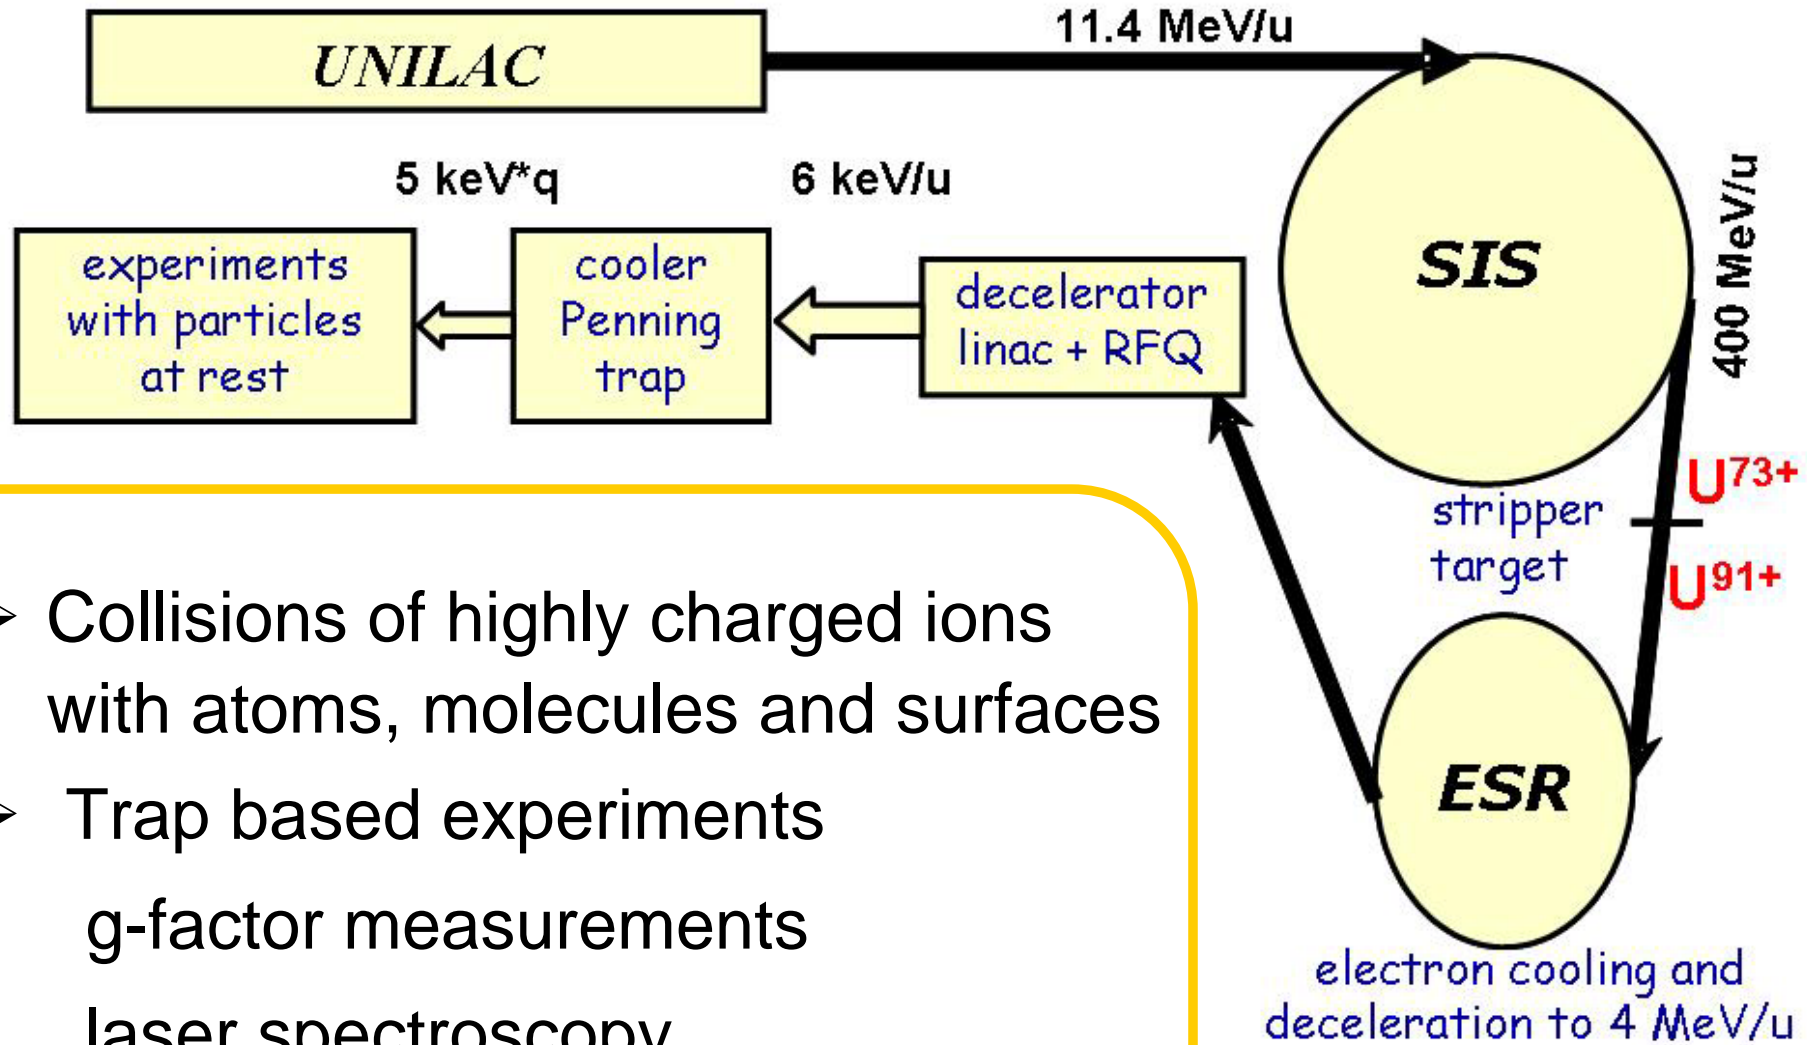 UNILAC
11.4 MeV/u
5 keV*q
6 keV/u
experiments
with particles
at rest
cooler
Penning
trap
decelerator
linac + RFQ
SIS
400 MeV/u
U73+
stripper
target
U91+
ESR
electron cooling and
deceleration to 4 MeV/u
➢ Collisions of highly charged ions
with atoms, molecules and surfaces
➢ Trap based experiments
g-factor measurements
laser spectroscopy